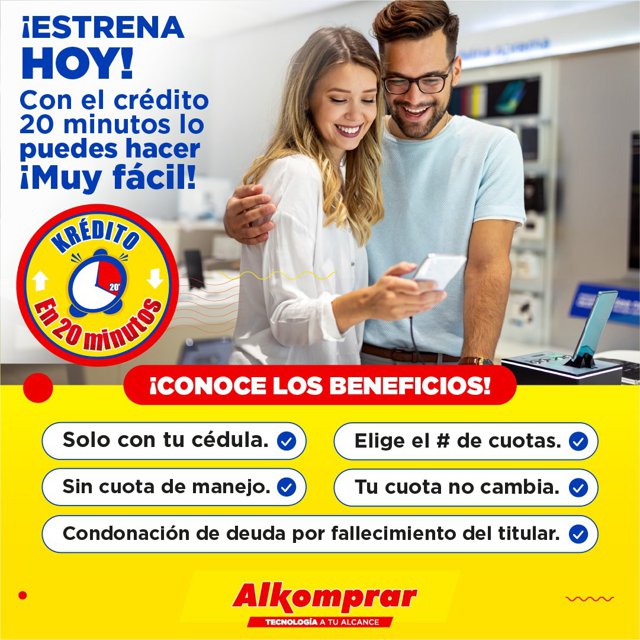 ¡ESTRENA
HOY!
Con el crédito
20 minutos lo
puedes hacer
¡Muy fácil!
KRÉDITO
20'
En 20 minutos
¡CONOCE LOS BENEFICIOS!
Solo con tu cédula.
Elige el # de cuotas.
Sin cuota de manejo.
Tu cuota no cambia.
Condonación de deuda por fallecimiento del titular.
Alkomprar
TECNOLOGÍA A TU ALCANCE